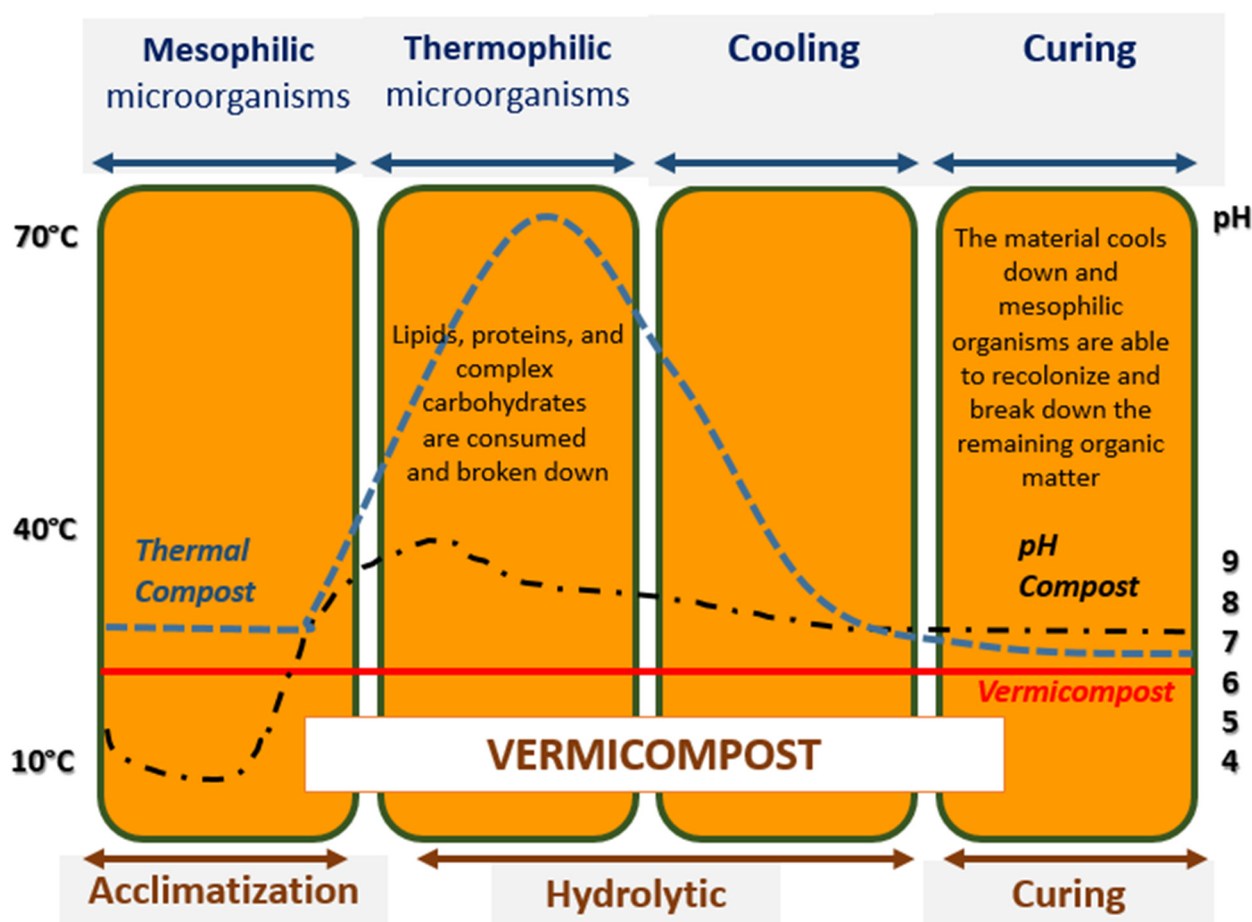 Mesophilic
microorganisms
Thermophilic
microorganisms
Cooling
Curing
70°C
40°C
10°C
pH
9
8
7
6
5
4
Lipids, proteins, and
complex
carbohydrates
are consumed
and broken down
The material cools
down and
mesophilic
organisms are able
to recolonize and
break down the
remaining organic
matter
Thermal
Compost
pH
Compost
Vermicompost
VERMICOMPOST
Acclimatization
Hydrolytic
Curing